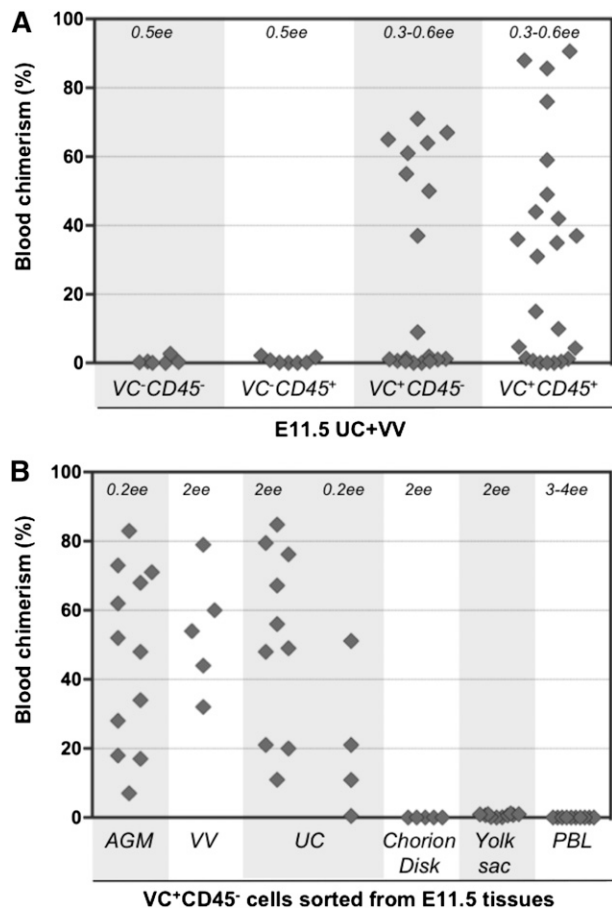 A
100
80
60
40
20
0
Blood chimerism (%)
0.5ee 0.5ee 0.3-0.6ee 0.3-0.6ee
VC⁻CD45⁻ VC⁻CD45⁺ VC⁺CD45⁻ VC⁺CD45⁺
E11.5 UC+VV
B
100
80
60
40
20
0
Blood chimerism (%)
0.2ee 2ee 2ee 0.2ee 2ee 2ee 3-4ee
AGM VV UC Chorion Yolk PBL
Disk sac
VC⁺CD45⁻ cells sorted from E11.5 tissues